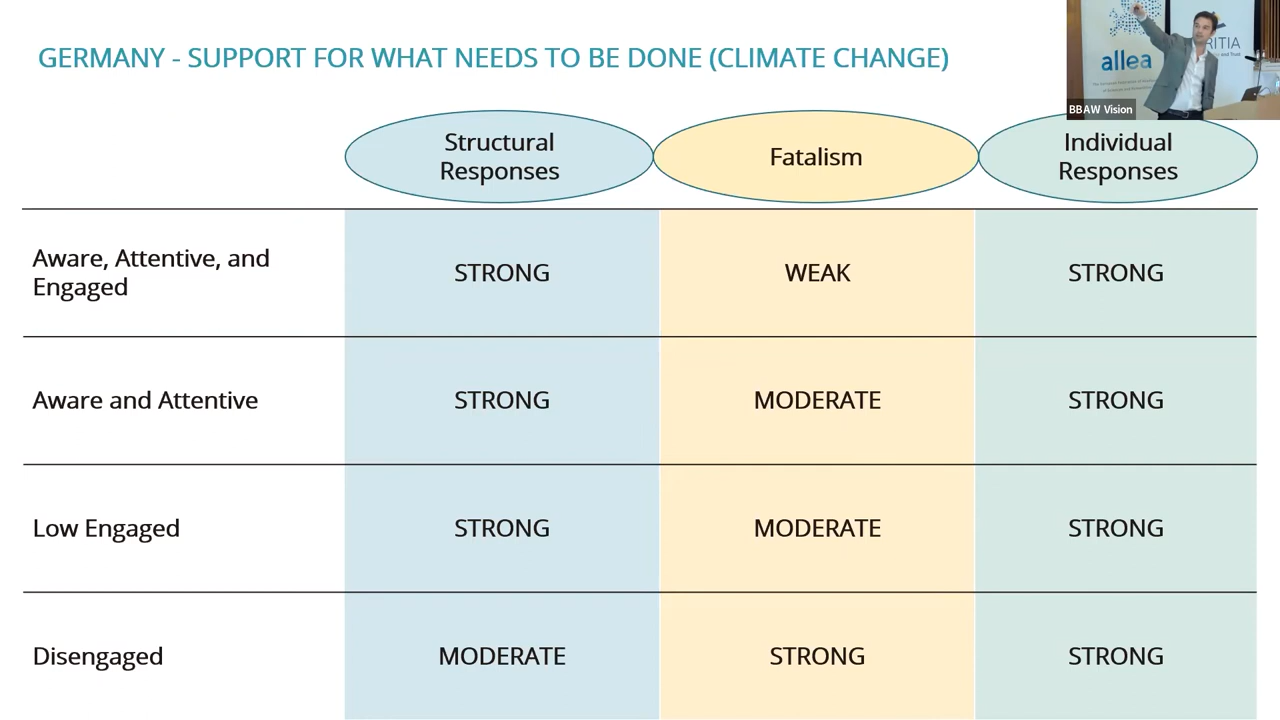 GERMANY - SUPPORT FOR WHAT NEEDS TO BE DONE (CLIMATE CHANGE)
allea
RITIA
BBAW Vision
Structural
Responses
Fatalism
Individual
Responses
Aware, Attentive, and
Engaged
STRONG
WEAK
STRONG
Aware and Attentive
STRONG
MODERATE
STRONG
Low Engaged
STRONG
MODERATE
STRONG
Disengaged
MODERATE
STRONG
STRONG